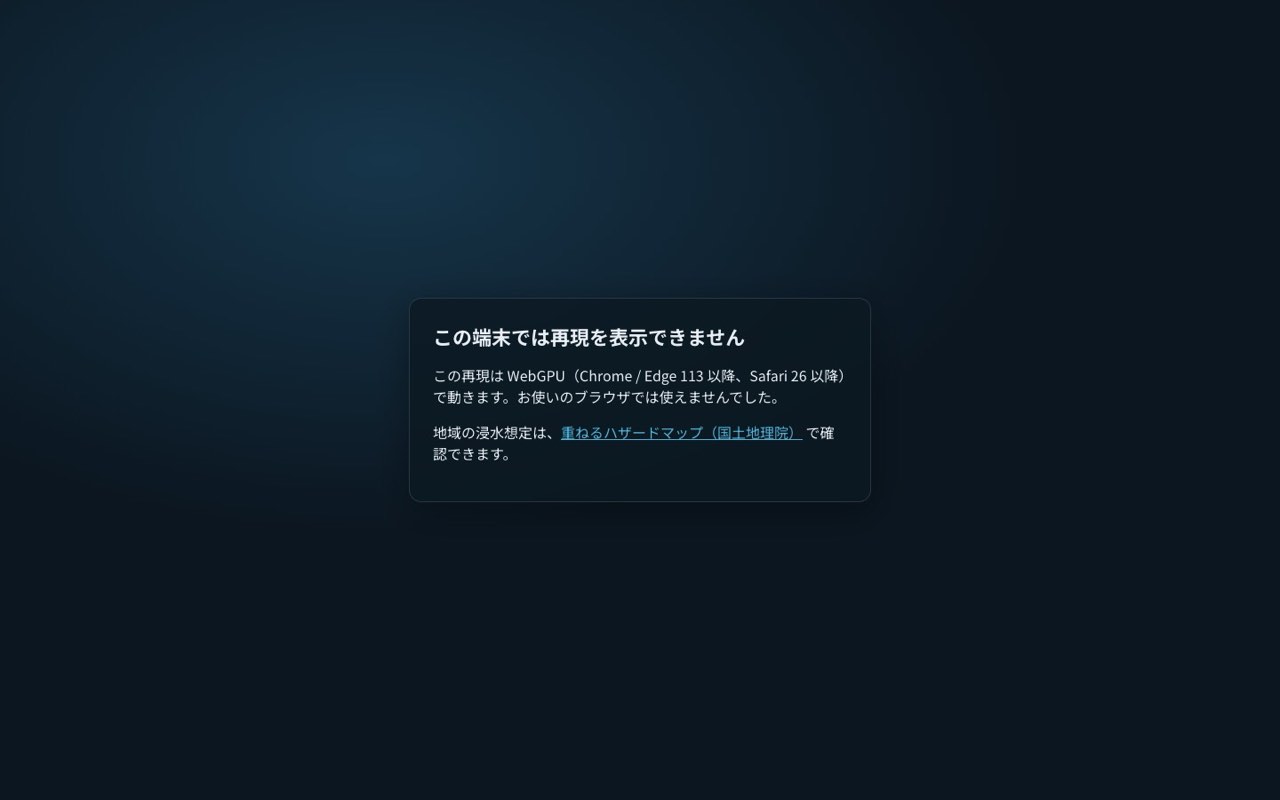 この端末では再現を表示できません
この再現は WebGPU（Chrome / Edge 113 以降、Safari 26 以降）
で動きます。お使いのブラウザでは使えませんでした。
地域の浸水想定は、重ねるハザードマップ（国土地理院） で確
認できます。